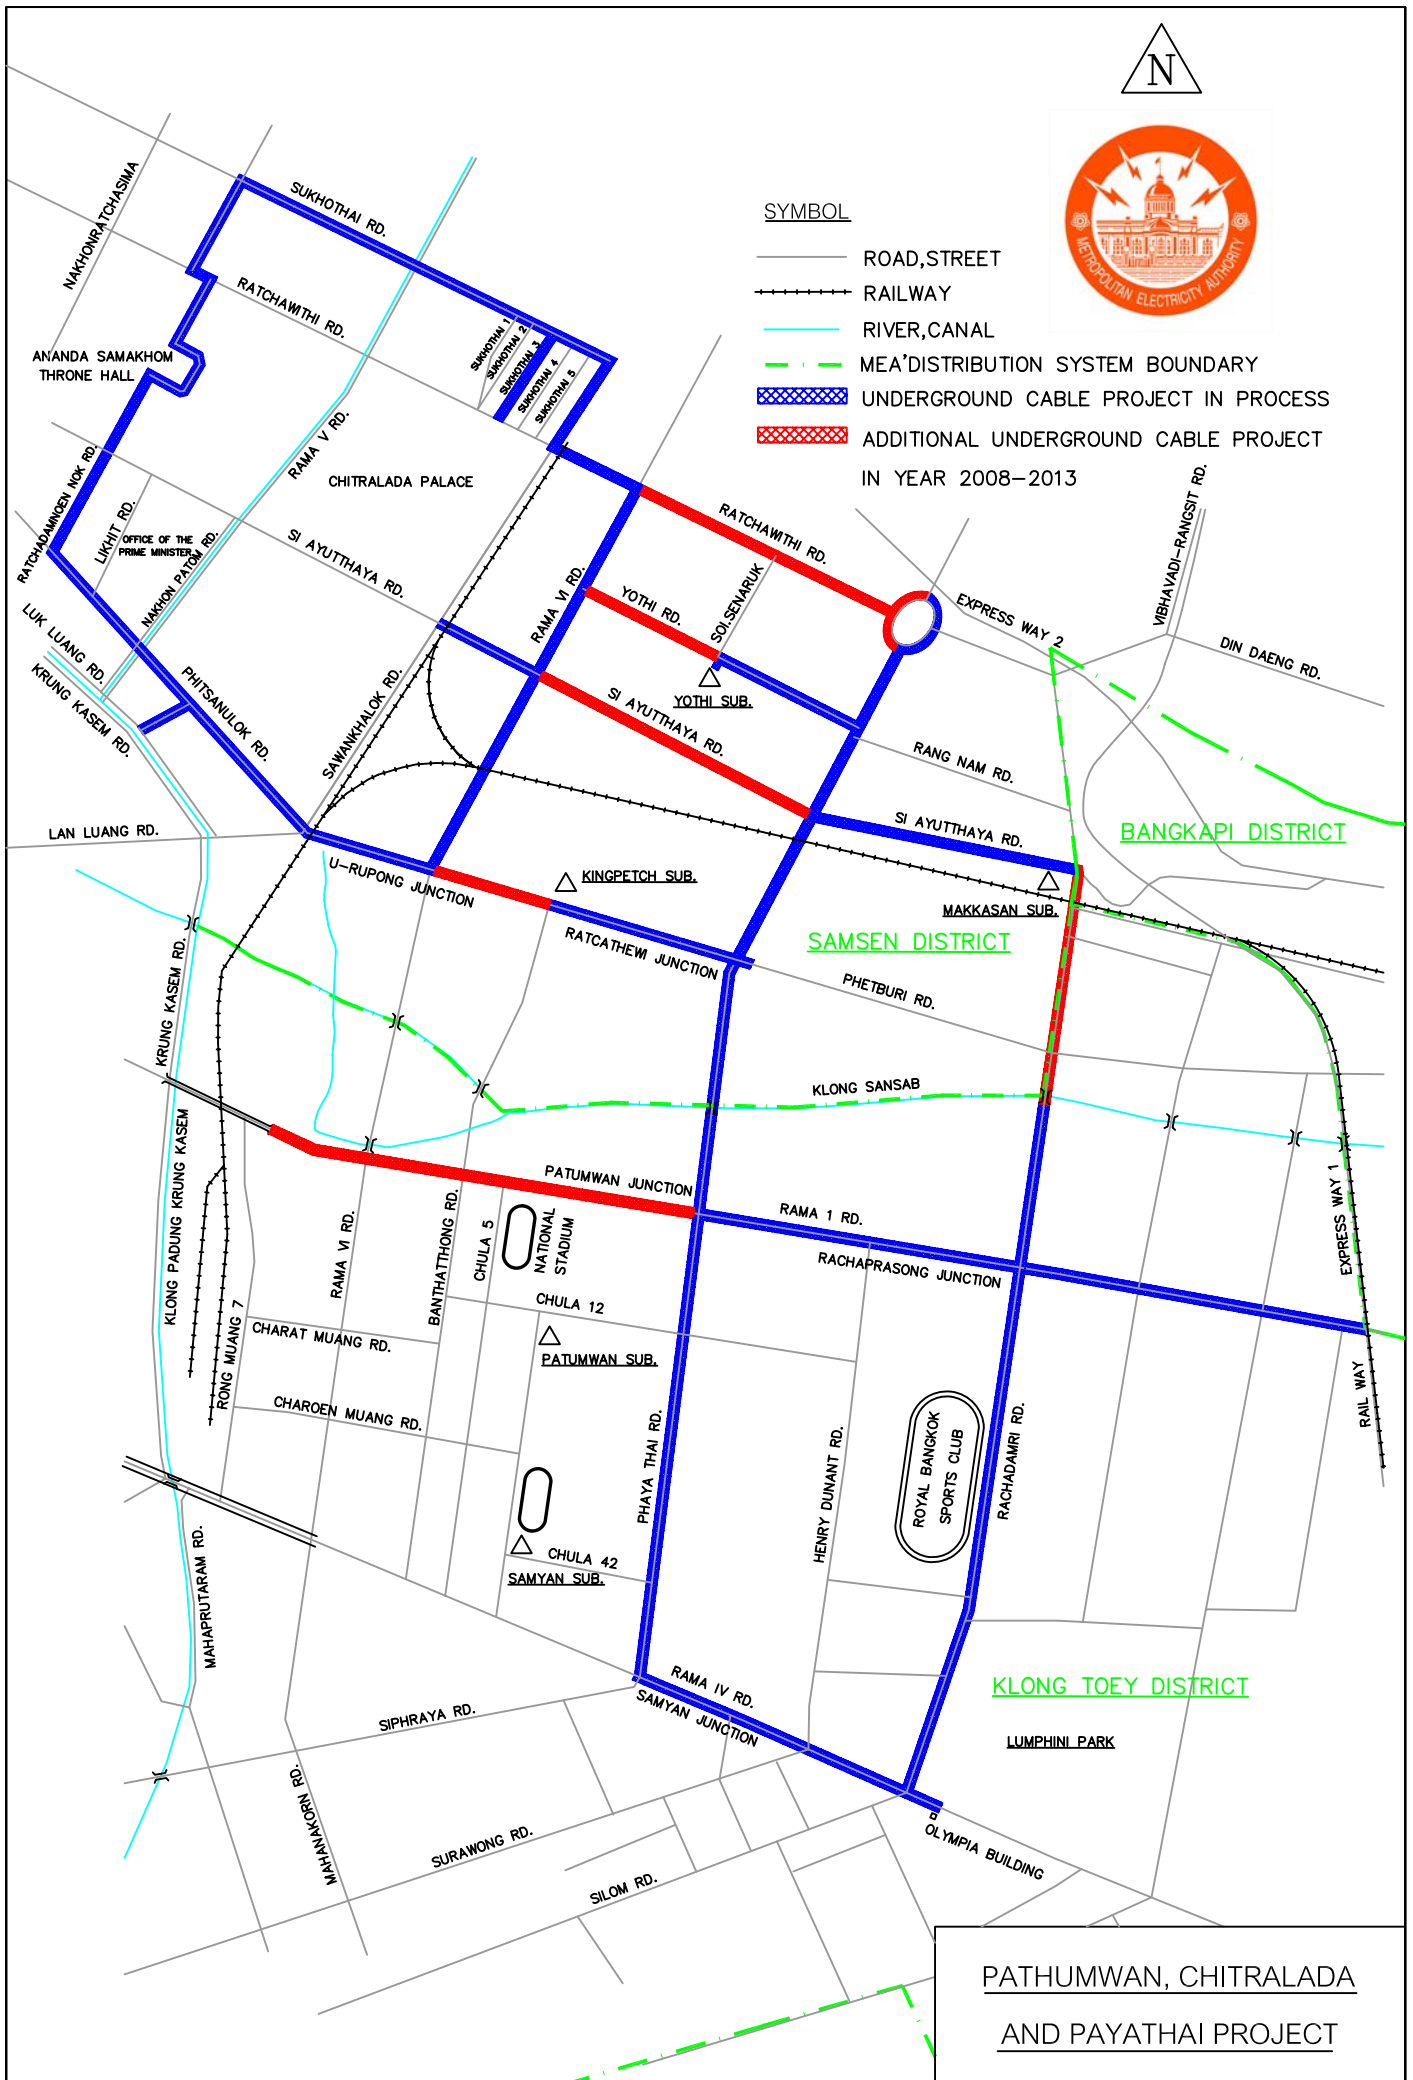 N
METROPOLITAN ELECTRICITY AUTHORITY
SYMBOL
ROAD,STREET
RAILWAY
RIVER,CANAL
MEA'DISTRIBUTION SYSTEM BOUNDARY
UNDERGROUND CABLE PROJECT IN PROCESS
ADDITIONAL UNDERGROUND CABLE PROJECT
IN YEAR 2008-2013
NAKHONRATCHASIMA
SUKHOTHAI RD.
RATCHAWITHI RD.
SUKHOTHAI 1
SUKHOTHAI 2
SUKHOTHAI 3
SUKHOTHAI 4
SUKHOTHAI 5
ANANDA SAMAKHOM
THRONE HALL
RAMA V RD.
CHITRALADA PALACE
RATCHADAMNOEN NOK RD.
LIKHIT RD.
OFFICE OF THE
PRIME MINISTER
NAKHON PATOM RD.
SI AYUTTHAYA RD.
RATCHAWITHI RD.
VIBHAVADI-RANGSIT RD.
EXPRESS WAY 2
DIN DAENG RD.
RAMA VI RD.
YOTHI RD.
SOI.SENARUK
YOTHI SUB.
LUK LUANG RD.
KRUNG KASEM RD.
PHITSANULOK RD.
SAWANKHALOK RD.
SI AYUTTHAYA RD.
RANG NAM RD.
SI AYUTTHAYA RD.
BANGKAPI DISTRICT
LAN LUANG RD.
U-RUPONG JUNCTION
KINGPETCH SUB.
MAKKASAN SUB.
SAMSEN DISTRICT
RATCATHEWI JUNCTION
PHETBURI RD.
KRUNG KASEM RD.
KLONG SANSAB
KLONG PADUNG KRUNG KASEM
PATUMWAN JUNCTION
RAMA 1 RD.
RACHAPRASONG JUNCTION
EXPRESS WAY 1
RAMA VI RD.
BANTHATTHONG RD.
CHULA 5
NATIONAL
STADIUM
CHULA 12
RONG MUANG 7
CHARAT MUANG RD.
PATUMWAN SUB.
CHAROEN MUANG RD.
RAIL WAY
PHAYA THAI RD.
HENRY DUNANT RD.
ROYAL BANGKOK
SPORTS CLUB
RACHADAMRI RD.
CHULA 42
SAMYAN SUB.
MAHAPRUTARAM RD.
RAMA IV RD.
SAMYAN JUNCTION
KLONG TOEY DISTRICT
LUMPHINI PARK
SIPHRAYA RD.
MAHANAKORN RD.
SURAWONG RD.
SILOM RD.
OLYMPIA BUILDING
PATHUMWAN, CHITRALADA
AND PAYATHAI PROJECT